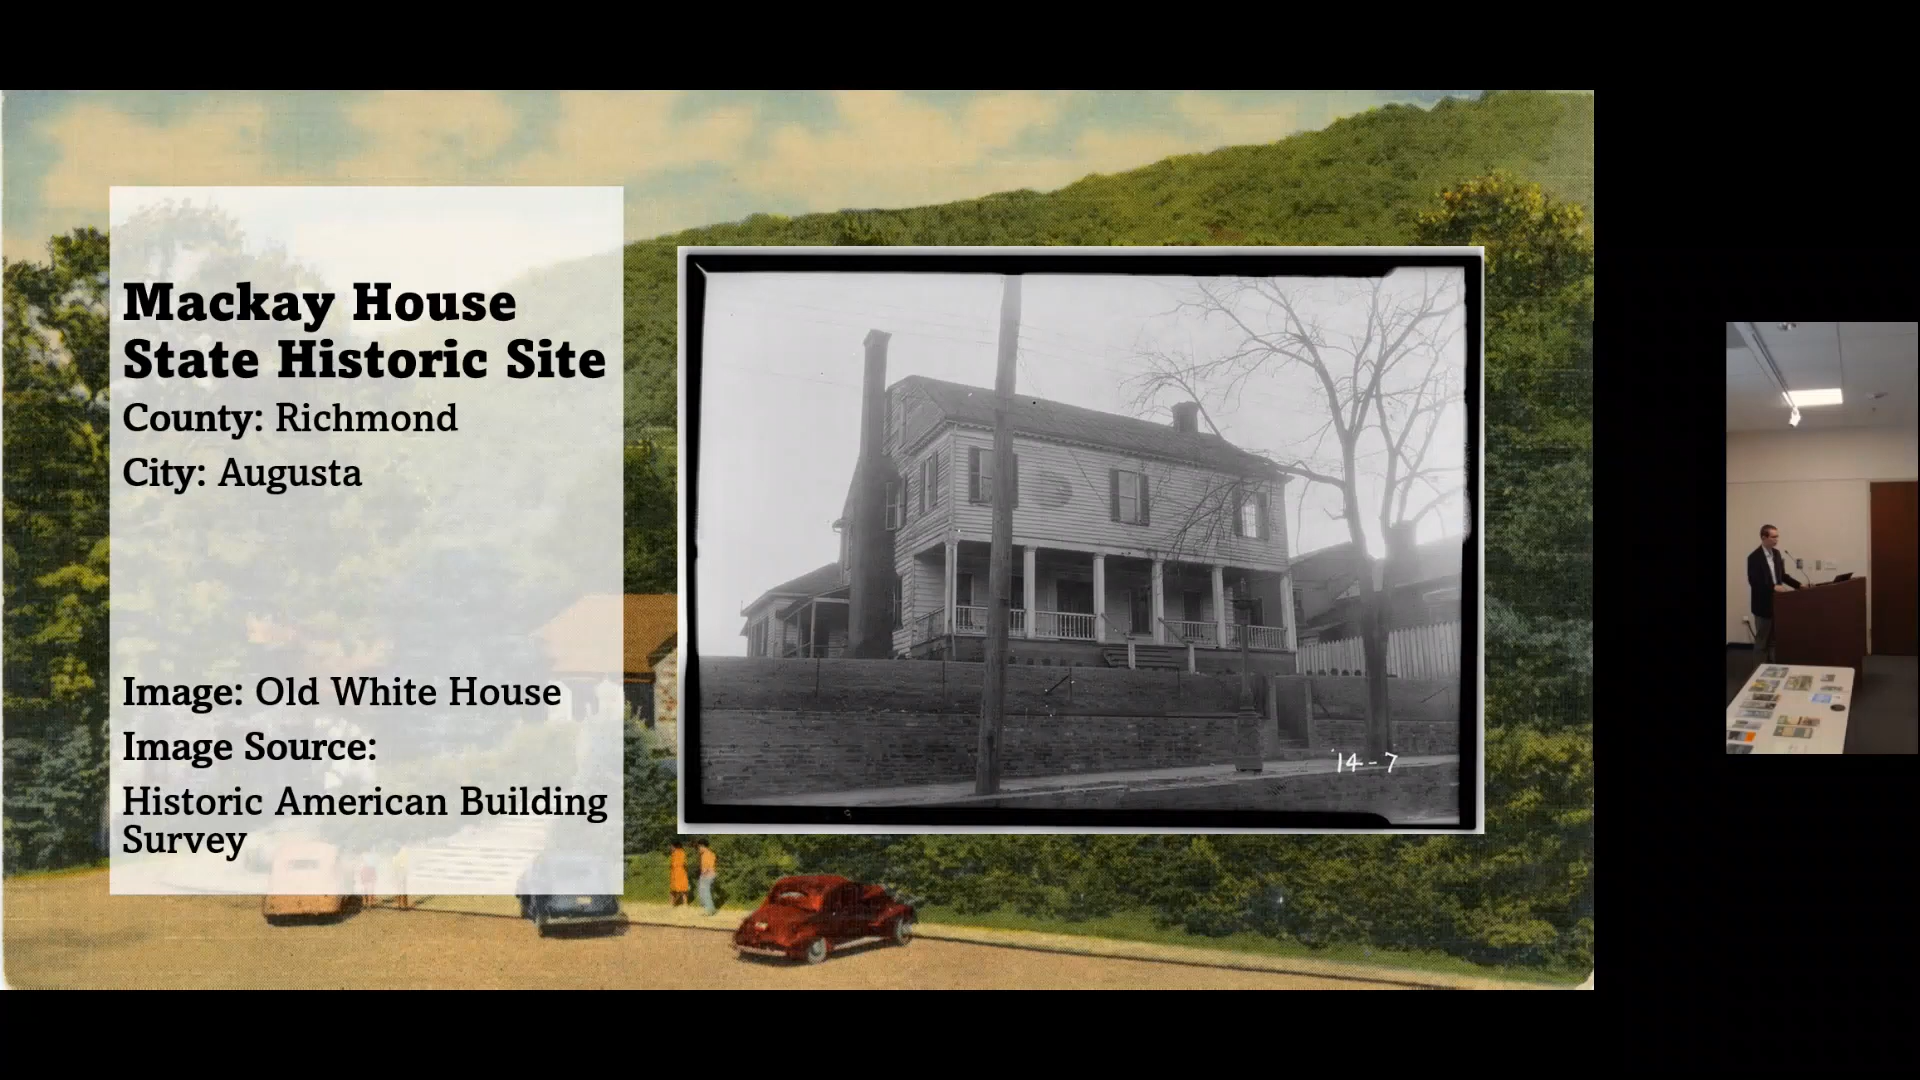 Mackay House
State Historic Site
County: Richmond
City: Augusta
Image: Old White House
Image Source:
Historic American Building
Survey
14-7